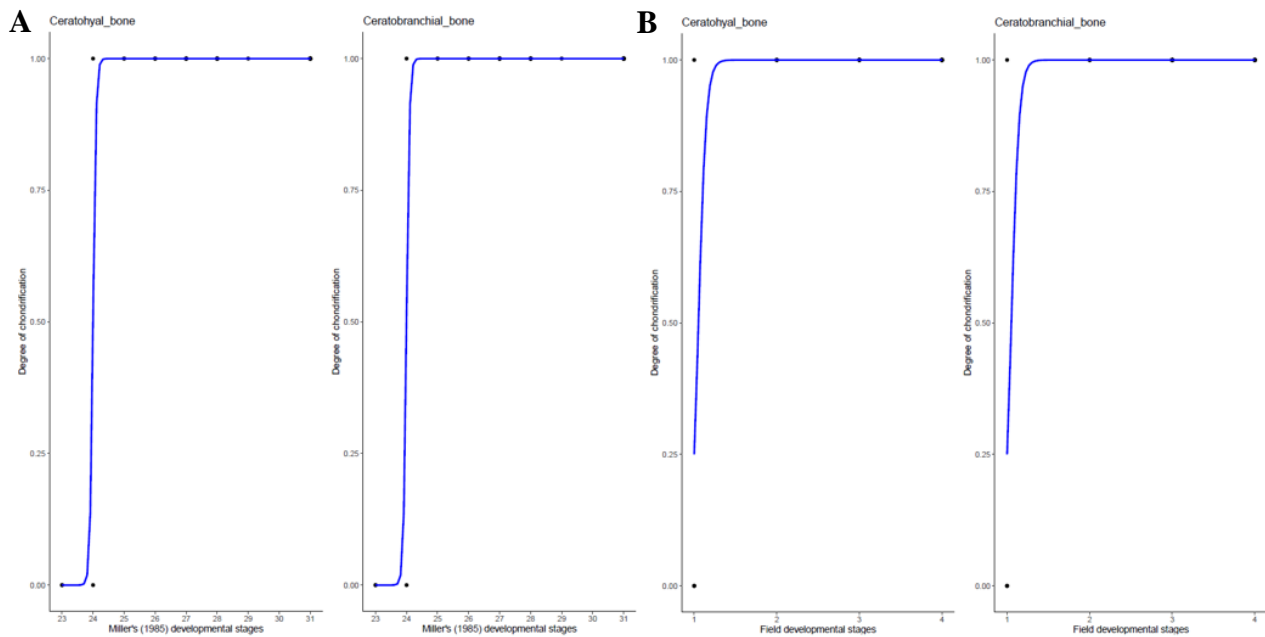 A
Ceratohyal_bone
Degree of chondrification
1.00
0.75
0.50
0.25
0.00
23 24 25 26 27 28 29 30 31
Miller's (1985) developmental stages
Ceratobranchial_bone
Degree of chondrification
1.00
0.75
0.50
0.25
0.00
23 24 25 26 27 28 29 30 31
Miller's (1985) developmental stages
B
Ceratohyal_bone
Degree of chondrification
1.00
0.75
0.50
0.25
0.00
1 2 3 4
Field developmental stages
Ceratobranchial_bone
Degree of chondrification
1.00
0.75
0.50
0.25
0.00
1 2 3 4
Field developmental stages